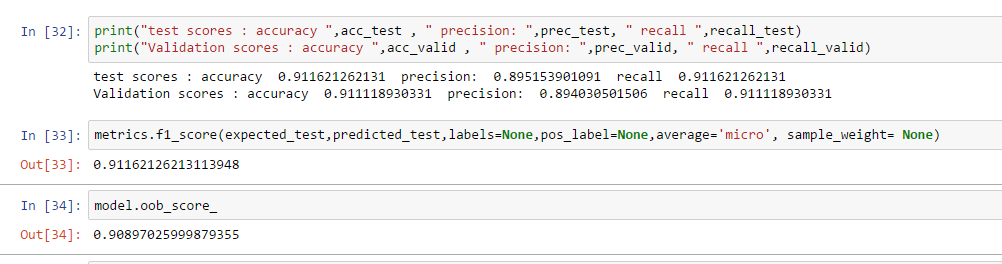 In [32]: print("test scores : accuracy ",acc_test , " precision: ",prec_test, " recall ",recall_test)
print("Validation scores : accuracy ",acc_valid , " precision: ",prec_valid, " recall ",recall_valid)
test scores : accuracy  0.911621262131  precision:  0.895153901091  recall  0.911621262131
Validation scores : accuracy  0.911118930331  precision:  0.894030501506  recall  0.911118930331
In [33]: metrics.f1_score(expected_test,predicted_test,labels=None,pos_label=None,average='micro', sample_weight= None)
Out[33]: 0.91162126213113948
In [34]: model.oob_score_
Out[34]: 0.90897025999879355